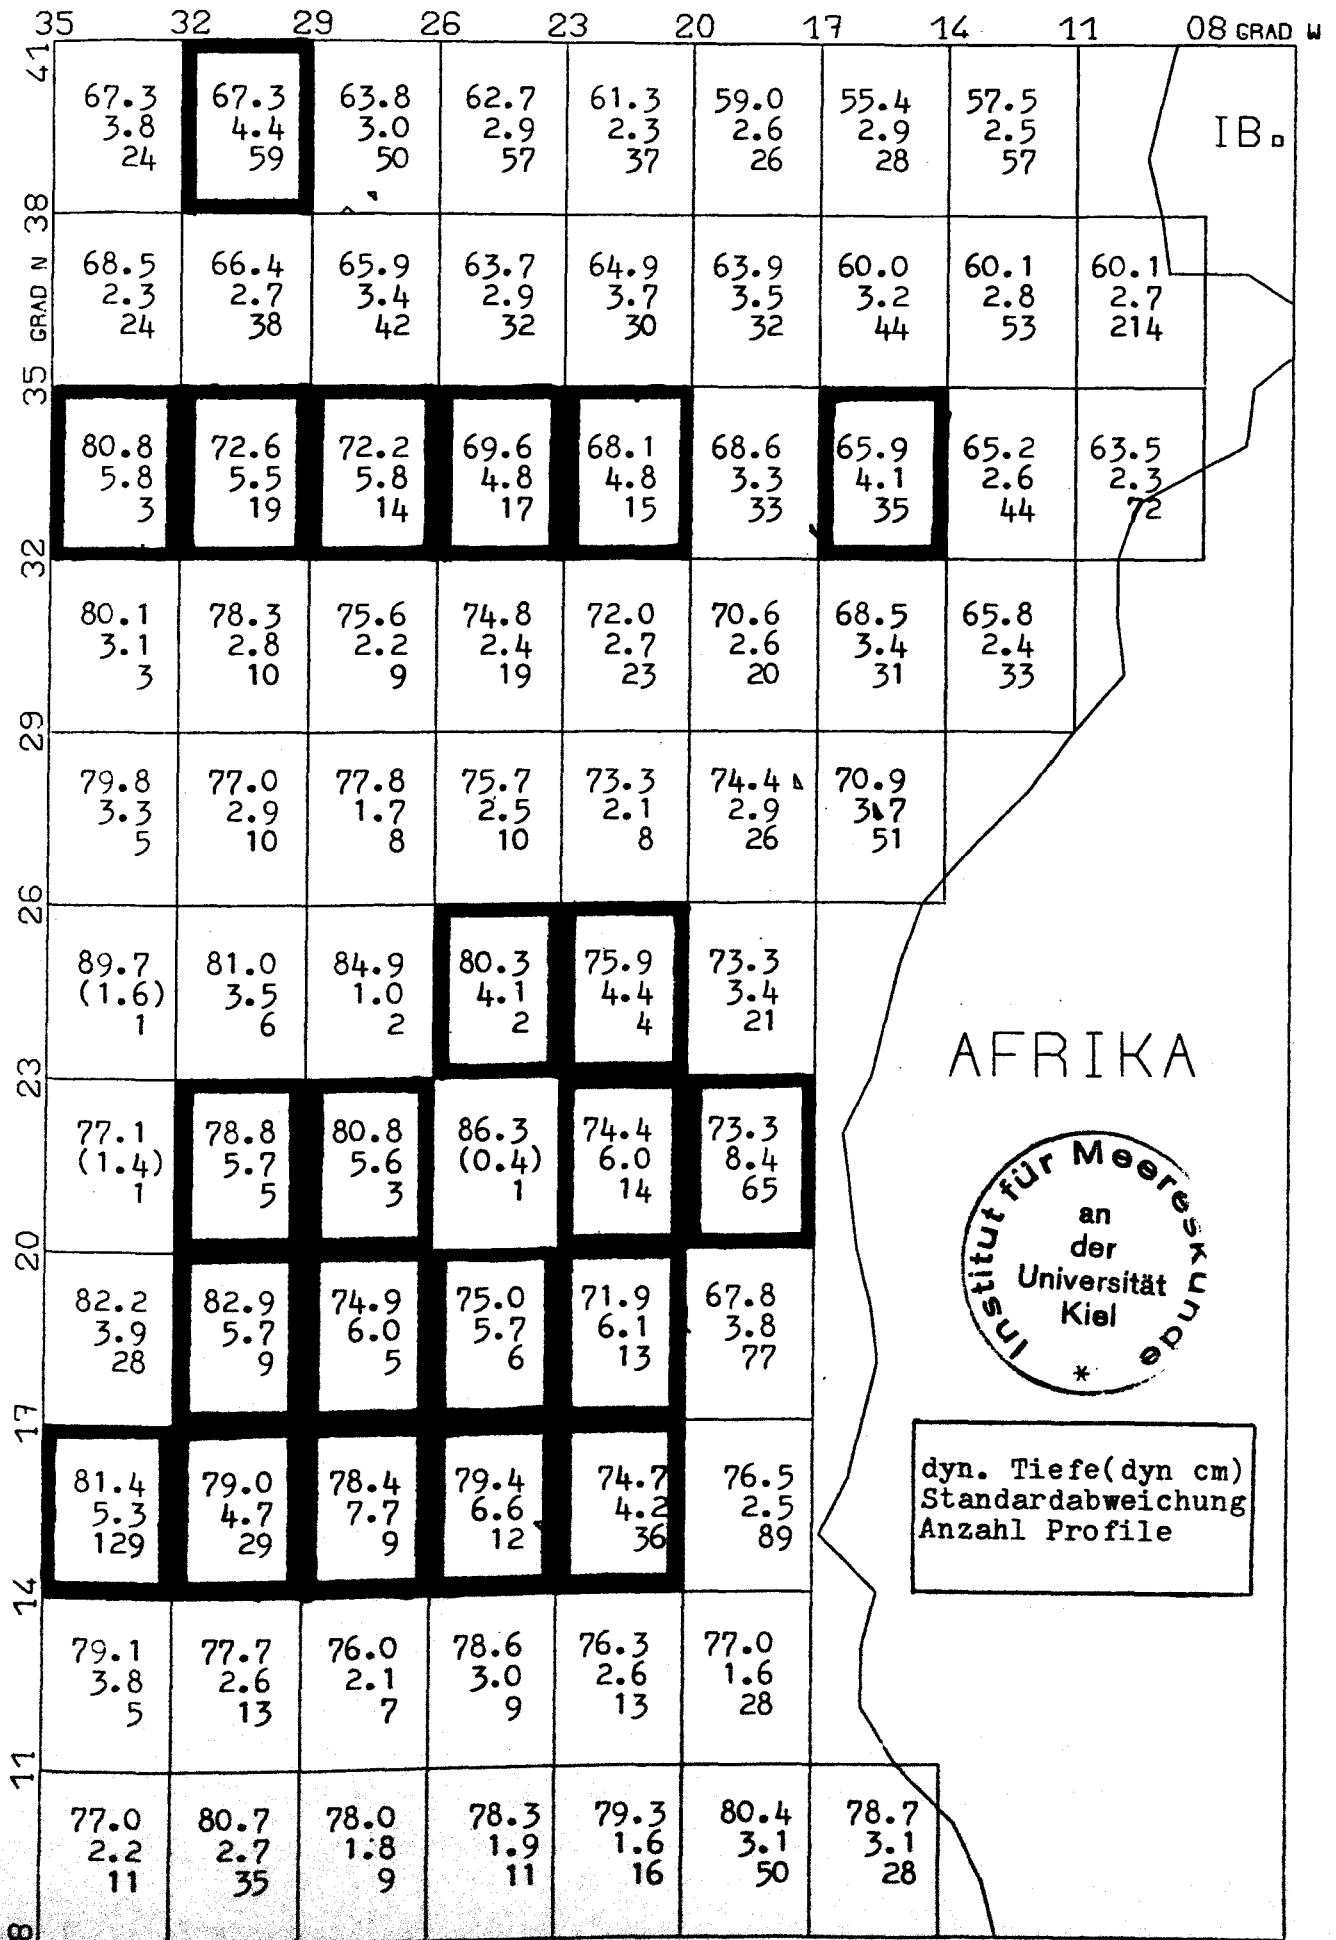 35 32 29 26 23 20 17 14 11 08 GRAD W
41
67.3 67.3 63.8 62.7 61.3 59.0 55.4 57.5
3.8 4.4 3.0 2.9 2.3 2.6 2.9 2.5 IB.
24 59 50 57 37 26 28 57
38
68.5 66.4 65.9 63.7 64.9 63.9 60.0 60.1 60.1
2.3 2.7 3.4 2.9 3.7 3.5 3.2 2.8 2.7
24 38 42 32 30 32 44 53 214
GRAD N
35
80.8 72.6 72.2 69.6 68.1 68.6 65.9 65.2 63.5
5.8 5.5 5.8 4.8 4.8 3.3 4.1 2.6 2.3
3 19 14 17 15 33 35 44 72
32
80.1 78.3 75.6 74.8 72.0 70.6 68.5 65.8
3.1 2.8 2.2 2.4 2.7 2.6 3.4 2.4
3 10 9 19 23 20 31 33
29
79.8 77.0 77.8 75.7 73.3 74.4 70.9
3.3 2.9 1.7 2.5 2.1 2.9 3.7
5 10 8 10 8 26 51
26
89.7 81.0 84.9 80.3 75.9 73.3
(1.6) 3.5 1.0 4.1 4.4 3.4
1 6 2 2 4 21
AFRIKA
23
77.1 78.8 80.8 86.3 74.4 73.3
(1.4) 5.7 5.6 (0.4) 6.0 8.4
1 5 3 1 14 65
Institut für Meereskunde
an
der
Universität
Kiel
*
20
82.2 82.9 74.9 75.0 71.9 67.8
3.9 5.7 6.0 5.7 6.1 3.8
28 9 5 6 13 77
17
81.4 79.0 78.4 79.4 74.7 76.5
5.3 4.7 7.7 6.6 4.2 2.5
129 29 9 12 36 89
dyn. Tiefe(dyn cm)
Standardabweichung
Anzahl Profile
14
79.1 77.7 76.0 78.6 76.3 77.0
3.8 2.6 2.1 3.0 2.6 1.6
5 13 7 9 13 28
11
77.0 80.7 78.0 78.3 79.3 80.4 78.7
2.2 2.7 1.8 1.9 1.6 3.1 3.1
11 35 9 11 16 50 28
8